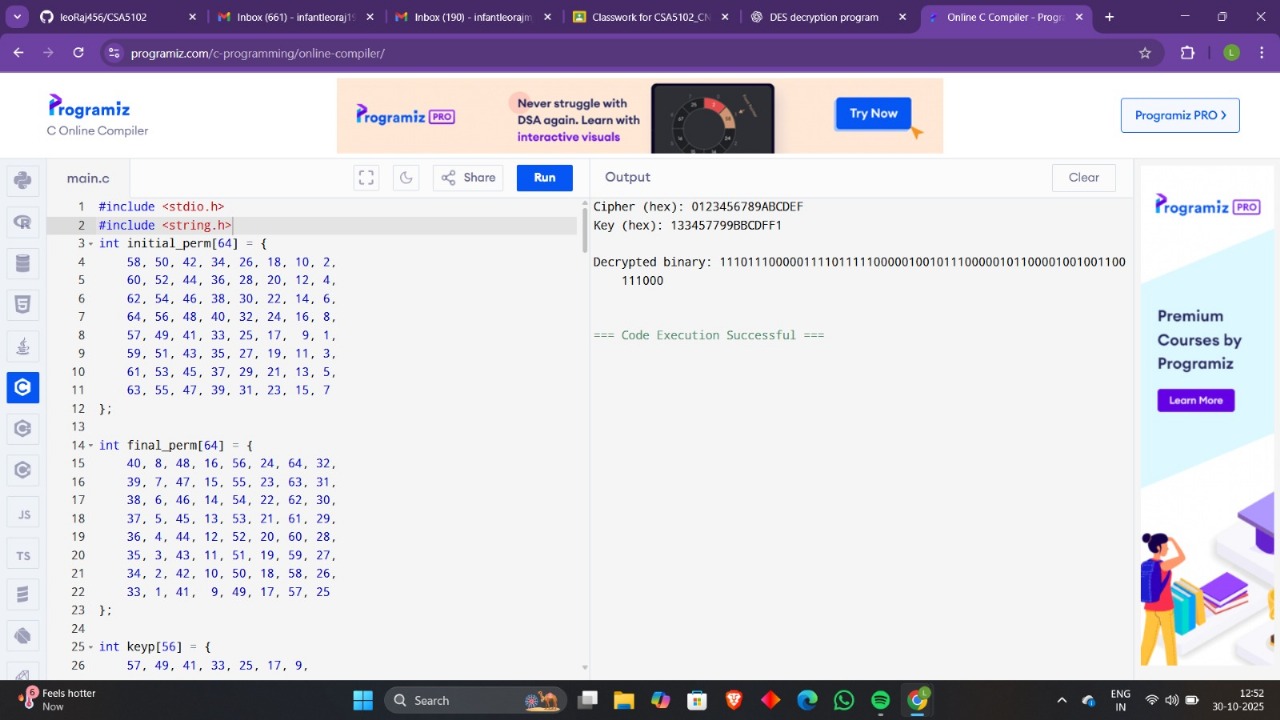 leoRaj456/CSA5102
Inbox (661) - infantleoraj19
Inbox (190) - infantleorajm
Classwork for CSA5102_CN
DES decryption program
Online C Compiler - Progra
programiz.com/c-programming/online-compiler/
L
Programiz
C Online Compiler
Programiz PRO
Never struggle with
DSA again. Learn with
interactive visuals
Try Now
Programiz PRO
main.c
Share
Run
Output
Clear
1 #include <stdio.h>
2 #include <string.h>
3 int initial_perm[64] = {
4 58, 50, 42, 34, 26, 18, 10, 2,
5 60, 52, 44, 36, 28, 20, 12, 4,
6 62, 54, 46, 38, 30, 22, 14, 6,
7 64, 56, 48, 40, 32, 24, 16, 8,
8 57, 49, 41, 33, 25, 17,  9, 1,
9 59, 51, 43, 35, 27, 19, 11, 3,
10 61, 53, 45, 37, 29, 21, 13, 5,
11 63, 55, 47, 39, 31, 23, 15, 7
12 };
13
14 int final_perm[64] = {
15 40, 8, 48, 16, 56, 24, 64, 32,
16 39, 7, 47, 15, 55, 23, 63, 31,
17 38, 6, 46, 14, 54, 22, 62, 30,
18 37, 5, 45, 13, 53, 21, 61, 29,
19 36, 4, 44, 12, 52, 20, 60, 28,
20 35, 3, 43, 11, 51, 19, 59, 27,
21 34, 2, 42, 10, 50, 18, 58, 26,
22 33, 1, 41,  9, 49, 17, 57, 25
23 };
24
25 int keyp[56] = {
26 57, 49, 41, 33, 25, 17, 9,
Cipher (hex): 0123456789ABCDEF
Key (hex): 133457799BBCDFF1
Decrypted binary: 1110111000001111011111000001001011100000101100001001001100
111000
=== Code Execution Successful ===
JS
TS
Programiz PRO
Premium
Courses by
Programiz
Learn More
6
Feels hotter
Now
Search
L
ENG
IN
12:52
30-10-2025